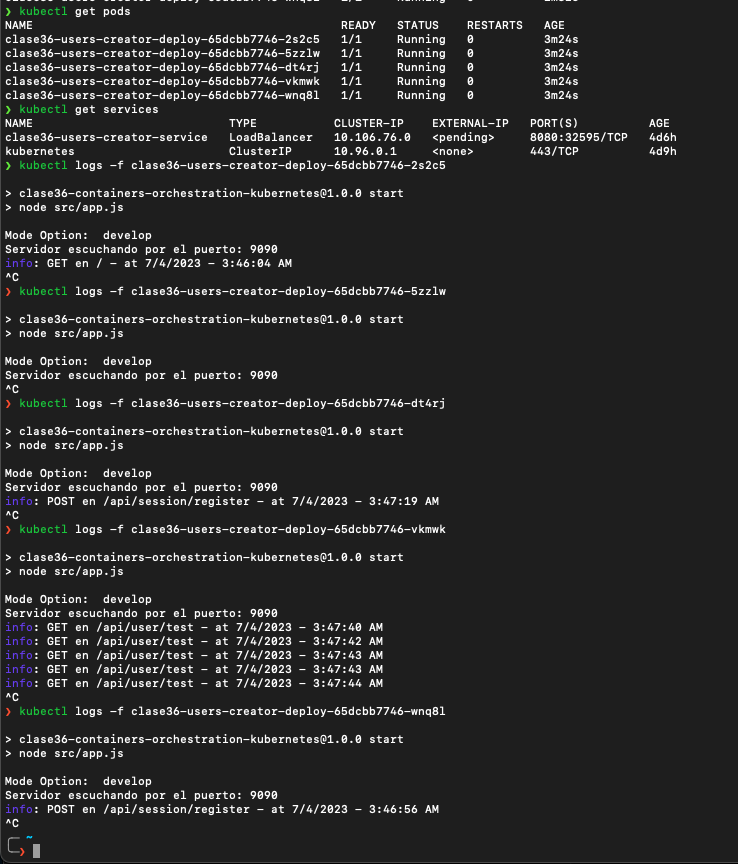 ❯ kubectl get pods
NAME READY STATUS RESTARTS AGE
clase36-users-creator-deploy-65dcbb7746-2s2c5 1/1 Running 0 3m24s
clase36-users-creator-deploy-65dcbb7746-5zzlw 1/1 Running 0 3m24s
clase36-users-creator-deploy-65dcbb7746-dt4rj 1/1 Running 0 3m24s
clase36-users-creator-deploy-65dcbb7746-vkmwk 1/1 Running 0 3m24s
clase36-users-creator-deploy-65dcbb7746-wnq8l 1/1 Running 0 3m24s
❯ kubectl get services
NAME TYPE CLUSTER-IP EXTERNAL-IP PORT(S) AGE
clase36-users-creator-service LoadBalancer 10.106.76.0 <pending> 8080:32595/TCP 4d6h
kubernetes ClusterIP 10.96.0.1 <none> 443/TCP 4d9h
❯ kubectl logs -f clase36-users-creator-deploy-65dcbb7746-2s2c5
> clase36-containers-orchestration-kubernetes@1.0.0 start
> node src/app.js
Mode Option:  develop
Servidor escuchando por el puerto: 9090
info: GET en / - at 7/4/2023 - 3:46:04 AM
^C
❯ kubectl logs -f clase36-users-creator-deploy-65dcbb7746-5zzlw
> clase36-containers-orchestration-kubernetes@1.0.0 start
> node src/app.js
Mode Option:  develop
Servidor escuchando por el puerto: 9090
^C
❯ kubectl logs -f clase36-users-creator-deploy-65dcbb7746-dt4rj
> clase36-containers-orchestration-kubernetes@1.0.0 start
> node src/app.js
Mode Option:  develop
Servidor escuchando por el puerto: 9090
info: POST en /api/session/register - at 7/4/2023 - 3:47:19 AM
^C
❯ kubectl logs -f clase36-users-creator-deploy-65dcbb7746-vkmwk
> clase36-containers-orchestration-kubernetes@1.0.0 start
> node src/app.js
Mode Option:  develop
Servidor escuchando por el puerto: 9090
info: GET en /api/user/test - at 7/4/2023 - 3:47:40 AM
info: GET en /api/user/test - at 7/4/2023 - 3:47:42 AM
info: GET en /api/user/test - at 7/4/2023 - 3:47:43 AM
info: GET en /api/user/test - at 7/4/2023 - 3:47:43 AM
info: GET en /api/user/test - at 7/4/2023 - 3:47:44 AM
^C
❯ kubectl logs -f clase36-users-creator-deploy-65dcbb7746-wnq8l
> clase36-containers-orchestration-kubernetes@1.0.0 start
> node src/app.js
Mode Option:  develop
Servidor escuchando por el puerto: 9090
info: POST en /api/session/register - at 7/4/2023 - 3:46:56 AM
^C
~
❯